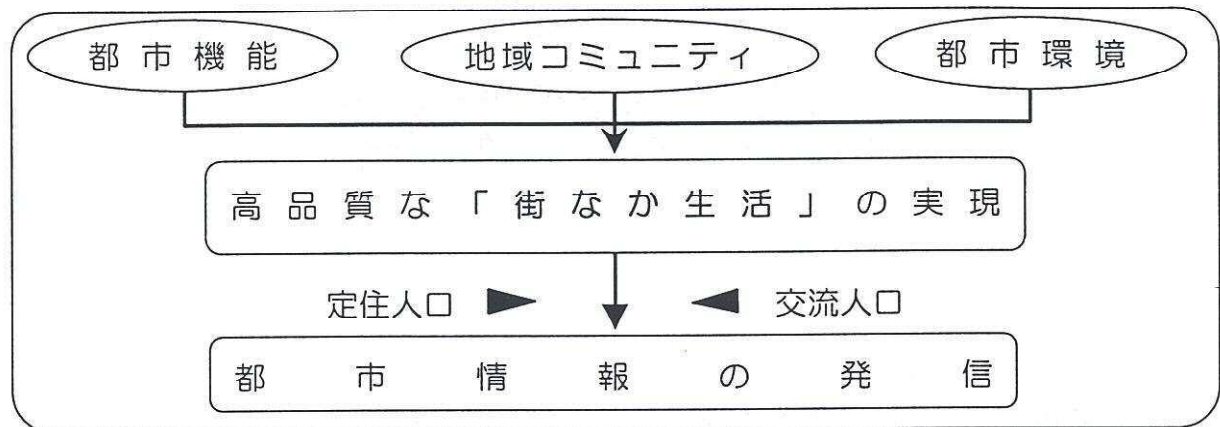 都市機能
地域コミュニティ
都市環境
高品質な「街なか生活」の実現
定住人口
交流人口
都市情報の発信